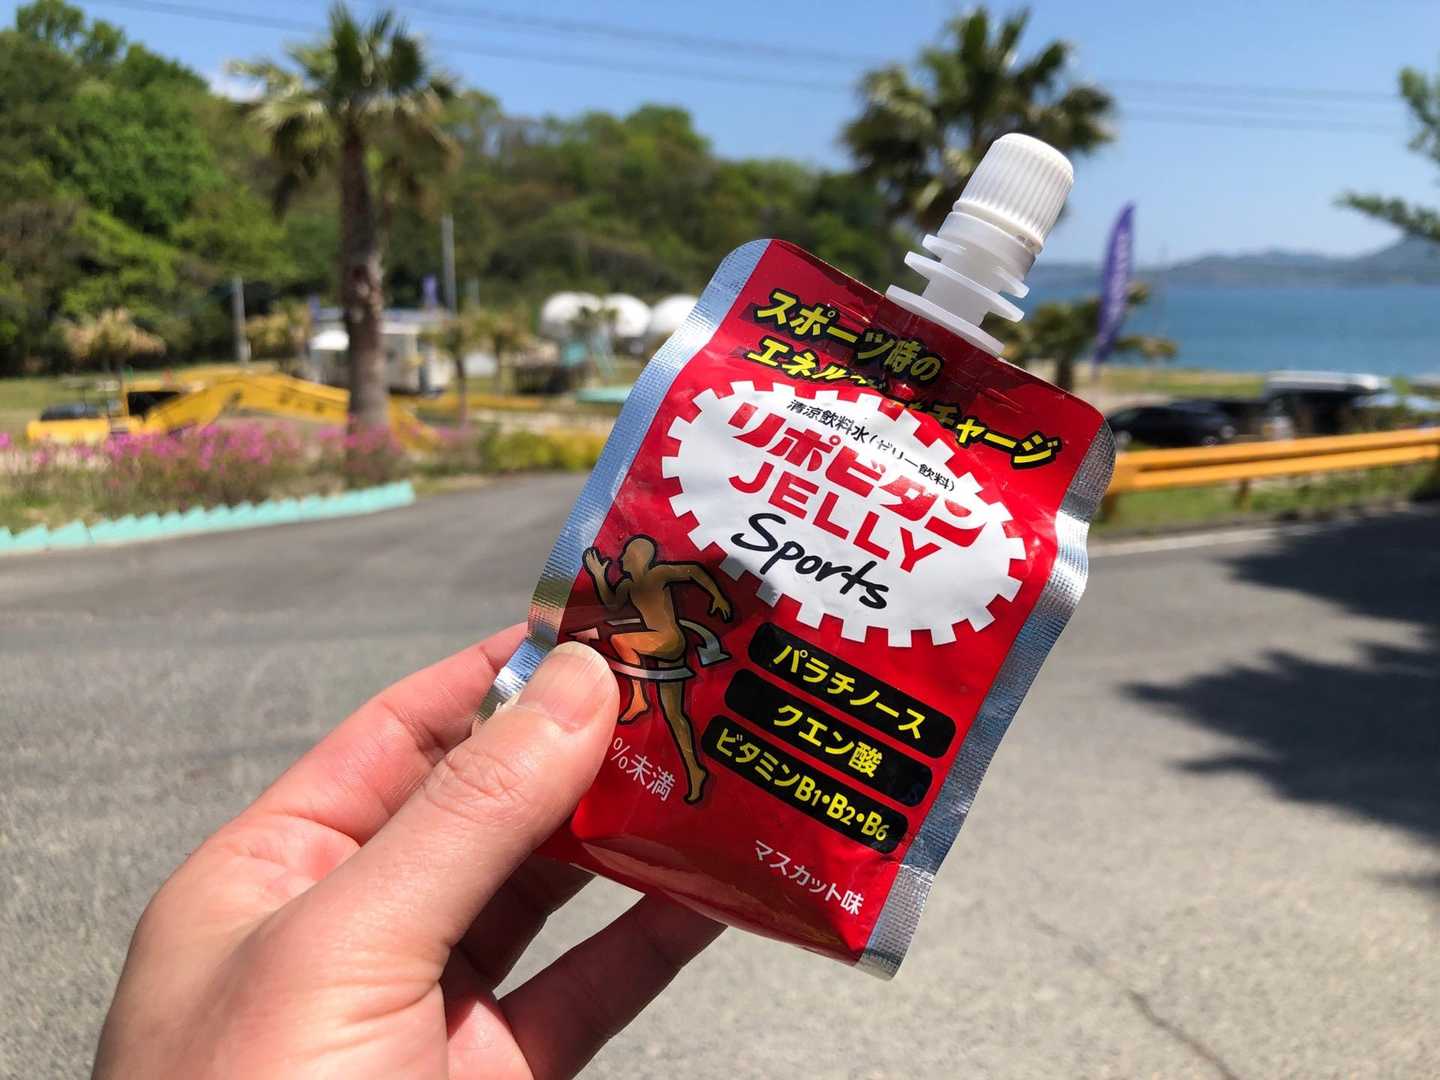 スポーツ時の
エネル チャージ
清涼飲料水(ゼリー飲料)
リポビタン
JELLY
Sports
パラチノース
クエン酸
ビタミンB1・B2・B6
%未満
マスカット味